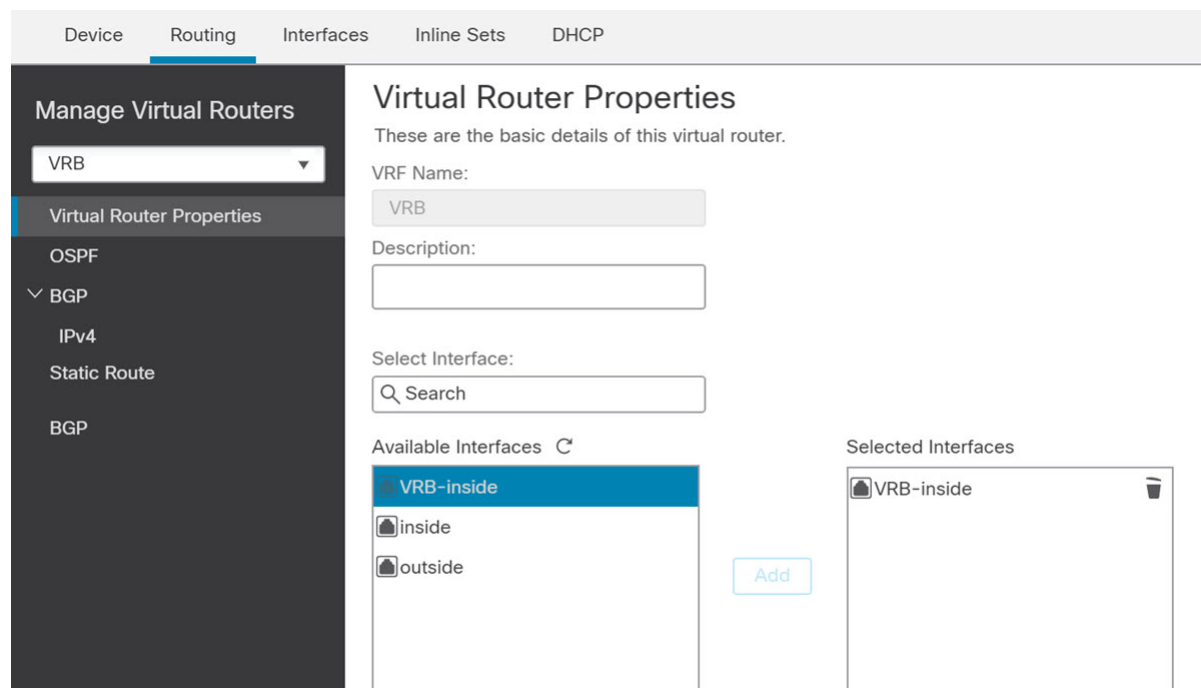 Device Routing Interfaces Inline Sets DHCP
Manage Virtual Routers
VRB
Virtual Router Properties
OSPF
BGP
IPv4
Static Route
BGP
Virtual Router Properties
These are the basic details of this virtual router.
VRF Name:
VRB
Description:
Select Interface:
Search
Available Interfaces
VRB-inside
inside
outside
Add
Selected Interfaces
VRB-inside